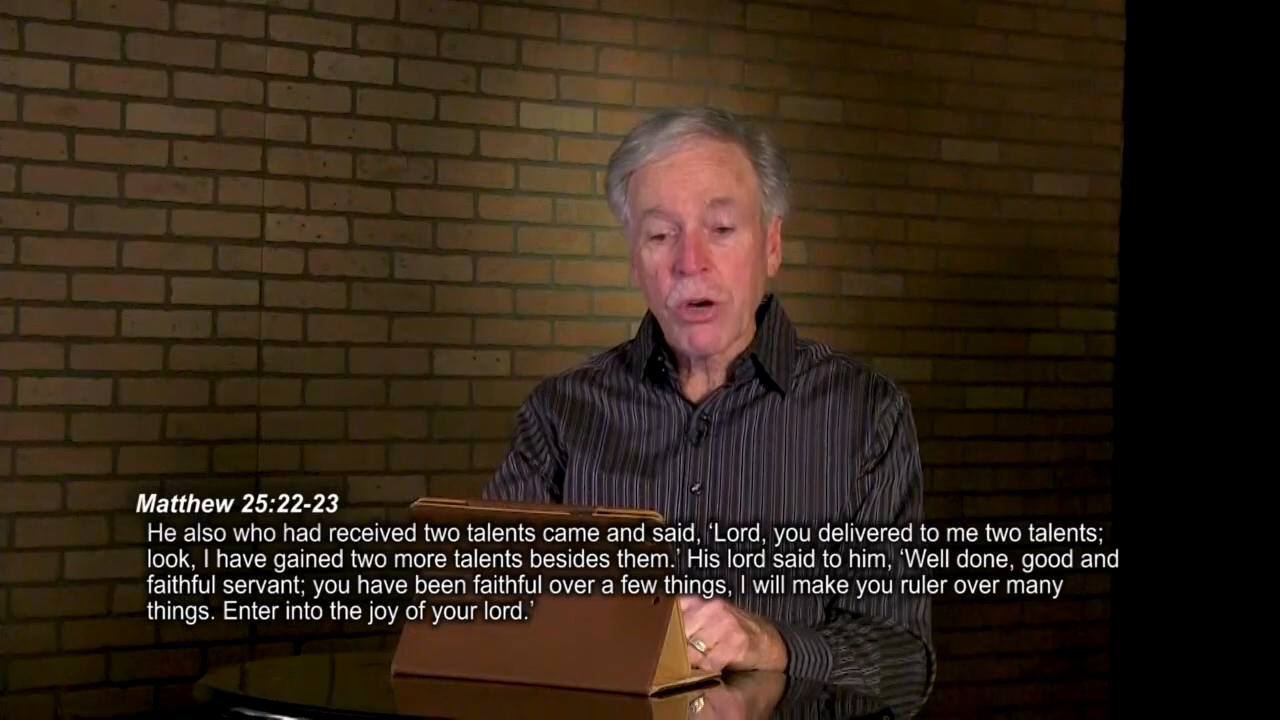 Matthew 25:22-23
He also who had received two talents came and said, ‘Lord, you delivered to me two talents;
look, I have gained two more talents besides them.’ His lord said to him, ‘Well done, good and
faithful servant; you have been faithful over a few things, I will make you ruler over many
things. Enter into the joy of your lord.’